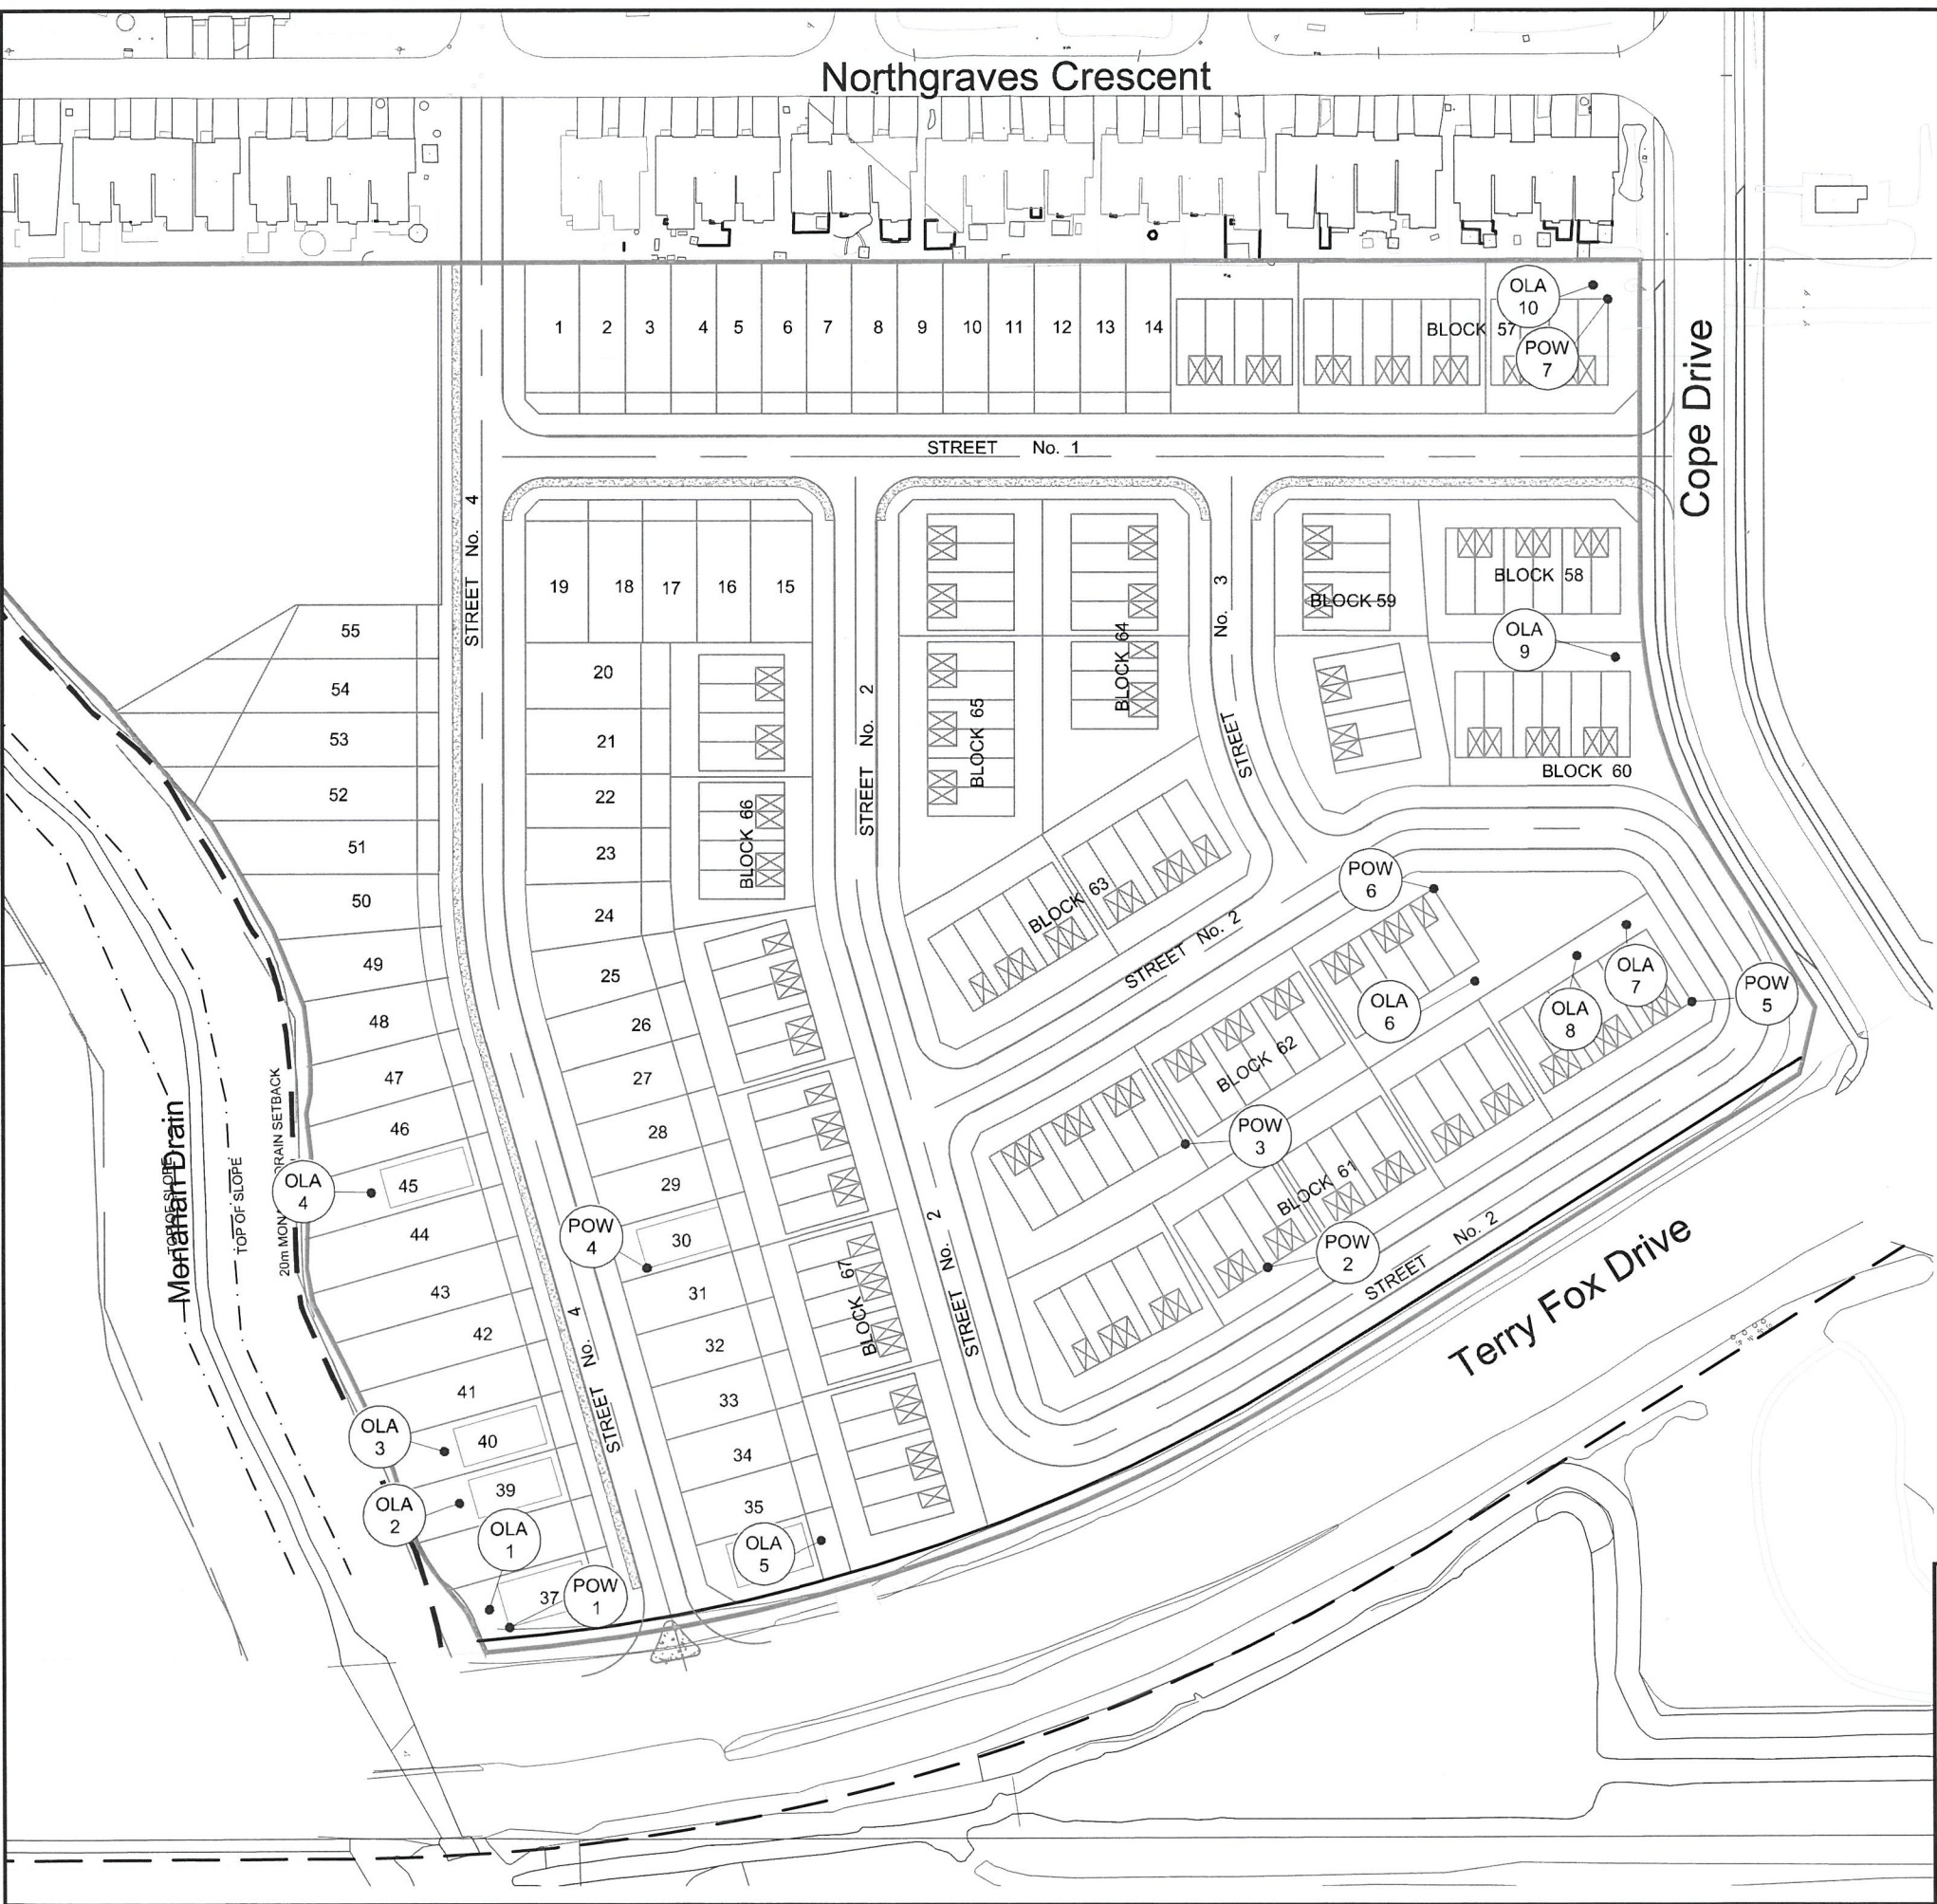 Northgraves Crescent
OLA
10
1 2 3 4 5 6 7 8 9 10 11 12 13 14
BLOCK 57
POW
7
Cope Drive
STREET No. 1
STREET No. 4
19 18 17 16 15
STREET No. 3
BLOCK 59
BLOCK 58
OLA
9
BLOCK 64
BLOCK 65
BLOCK 60
STREET No. 2
BLOCK 66
55
54
53
52
51
50
49
48
47
46
45
44
43
42
41
40
39
37
20
21
22
23
24
25
26
27
28
29
30
31
32
33
34
35
BLOCK 63
STREET No. 2
POW
6
OLA
7
POW
5
OLA
6
OLA
8
BLOCK 62
POW
3
BLOCK 61
POW
2
STREET No. 2
Terry Fox Drive
STREET No. 2
BLOCK 67
POW
4
STREET No. 4
Monahan Drain
TOP OF SLOPE
20m MON
DRAIN SETBACK
OLA
4
OLA
3
OLA
2
OLA
1
POW
1
OLA
5